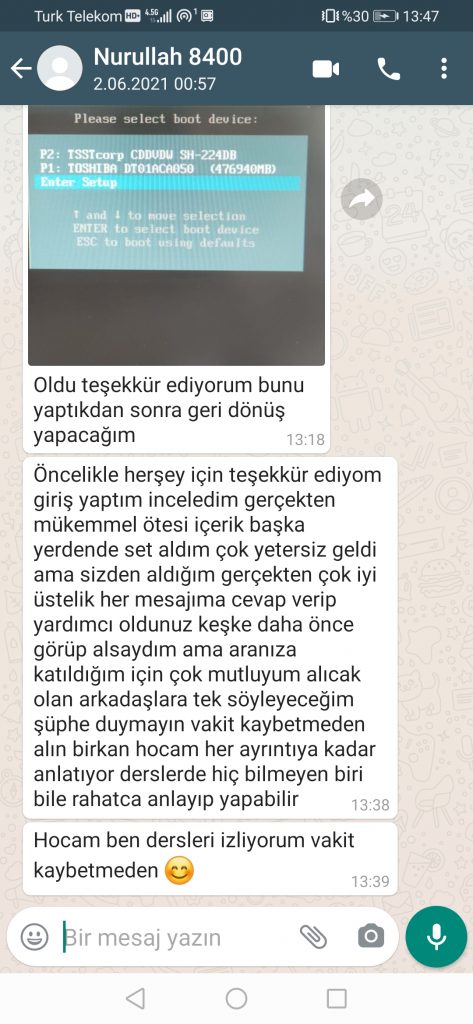 Turk Telekom HD 4.5G 1 %30 13:47
Nurullah 8400
2.06.2021 00:57
Please select boot device:
P2: TSSTcorp CDDVDW SH-224DB
P1: TOSHIBA DT01ACA050 (476940MB)
Enter Setup
↑ and ↓ to move selection
ENTER to select boot device
ESC to boot using defaults
Oldu teşekkür ediyorum bunu
yaptıkdan sonra geri dönüş
yapacağım
13:18
Öncelikle herşey için teşekkür ediyom
giriş yaptım inceledim gerçekten
mükemmel ötesi içerik başka
yerdende set aldım çok yetersiz geldi
ama sizden aldığım gerçekten çok iyi
üstelik her mesajıma cevap verip
yardımcı oldunuz keşke daha önce
görüp alsaydım ama aranıza
katıldığım için çok mutluyum alıcak
olan arkadaşlara tek söyleyeceğim
şüphe duymayın vakit kaybetmeden
alın birkan hocam her ayrıntıya kadar
anlatıyor derslerde hiç bilmeyen biri
bile rahatca anlayıp yapabilir
13:38
Hocam ben dersleri izliyorum vakit
kaybetmeden 😊
13:39
Bir mesaj yazın